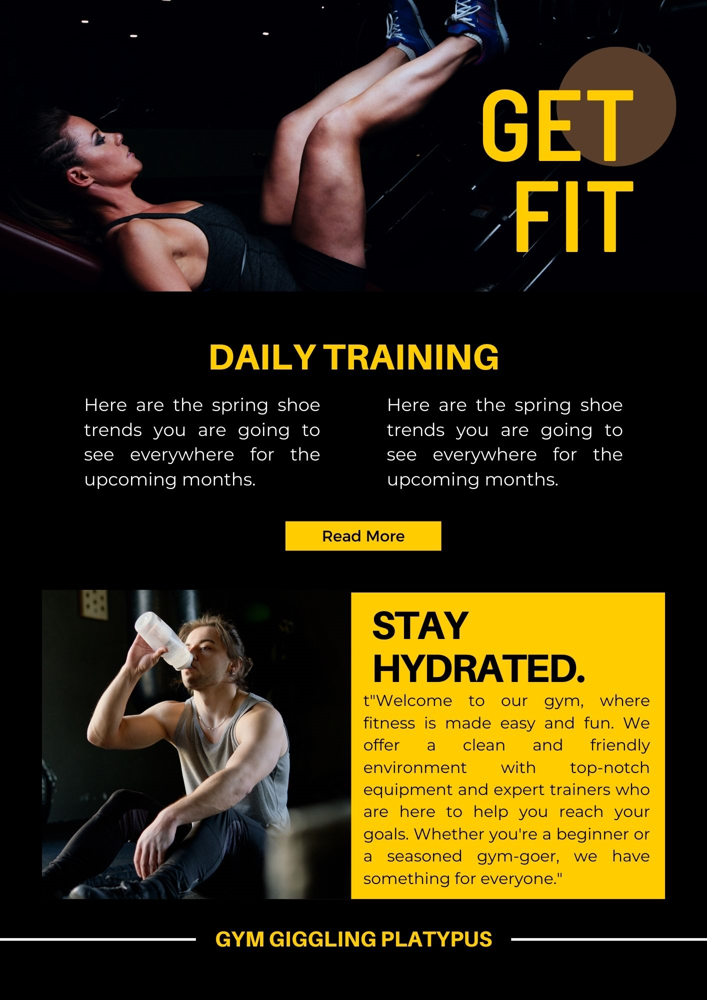 GET
FIT
DAILY TRAINING
Here are the spring shoe
trends you are going to
see everywhere for the
upcoming months.
Here are the spring shoe
trends you are going to
see everywhere for the
upcoming months.
Read More
STAY
HYDRATED.
t"Welcome to our gym, where
fitness is made easy and fun. We
offer a clean and friendly
environment with top-notch
equipment and expert trainers who
are here to help you reach your
goals. Whether you're a beginner or
a seasoned gym-goer, we have
something for everyone."
GYM GIGGLING PLATYPUS